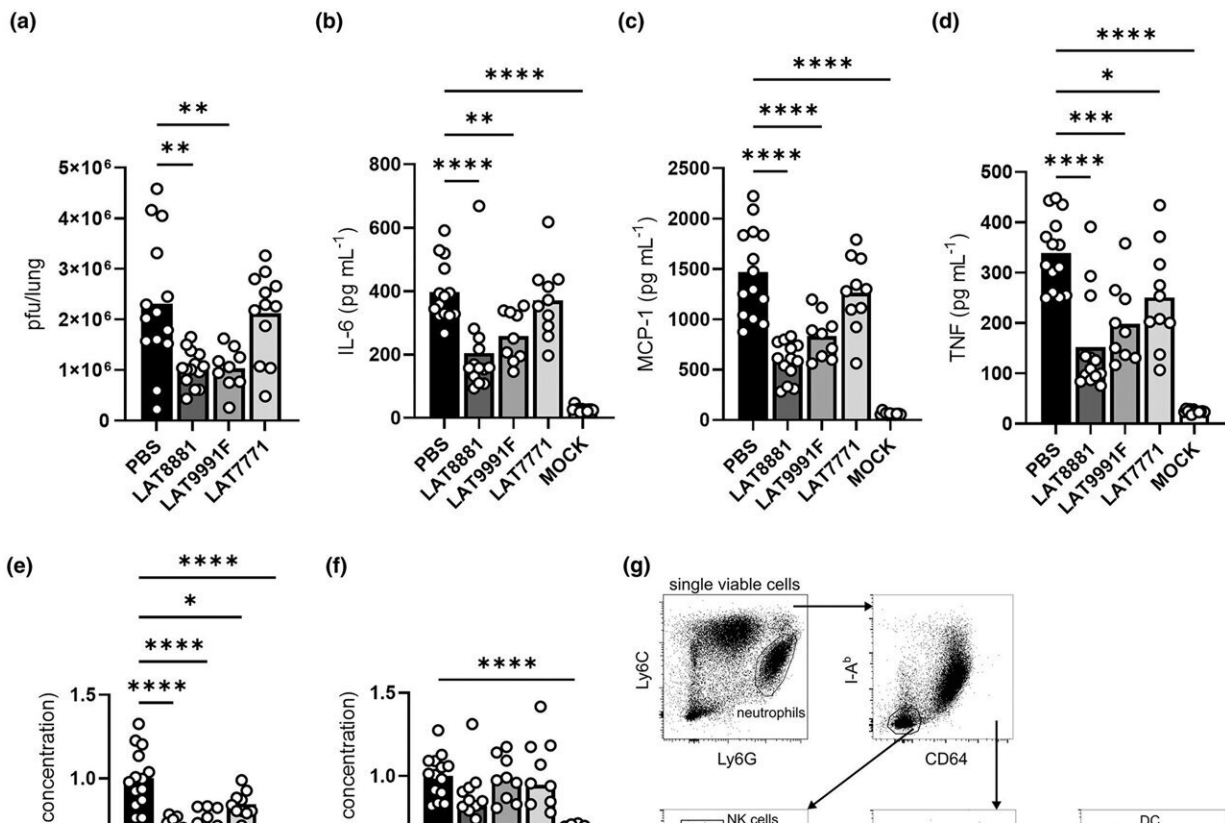 (a)
**
**
5×10⁶
4×10⁶
3×10⁶
2×10⁶
1×10⁶
0
pfu/lung
PBS
LAT8881
LAT9991F
LAT7771
(b)
****
**
****
800
600
400
200
0
IL-6 (pg mL⁻¹)
PBS
LAT8881
LAT9991F
LAT7771
MOCK
(c)
****
****
****
2500
2000
1500
1000
500
0
MCP-1 (pg mL⁻¹)
PBS
LAT8881
LAT9991F
LAT7771
MOCK
(d)
****
*
***
****
500
400
300
200
100
0
TNF (pg mL⁻¹)
PBS
LAT8881
LAT9991F
LAT7771
MOCK
(e)
****
*
****
****
1.5
1.0
concentration)
(f)
****
1.5
1.0
concentration)
(g)
single viable cells
Ly6C
neutrophils
Ly6G
I-Aᵇ
CD64
NK cells
DC